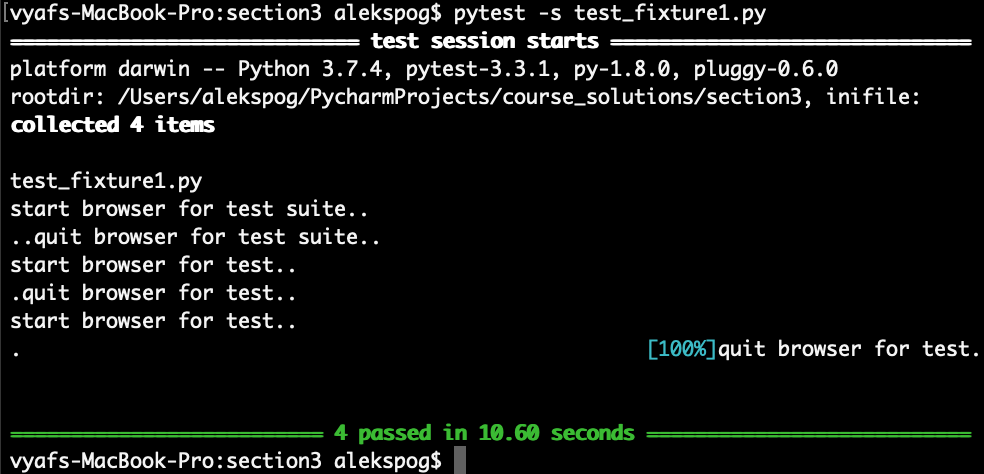 [vyafs-MacBook-Pro:section3 alekspog$ pytest -s test_fixture1.py
============================= test session starts ==============================
platform darwin -- Python 3.7.4, pytest-3.3.1, py-1.8.0, pluggy-0.6.0
rootdir: /Users/alekspog/PycharmProjects/course_solutions/section3, inifile:
collected 4 items
test_fixture1.py
start browser for test suite..
..quit browser for test suite..
start browser for test..
.quit browser for test..
start browser for test..
. [100%]quit browser for test.
========================== 4 passed in 10.60 seconds ===========================
vyafs-MacBook-Pro:section3 alekspog$